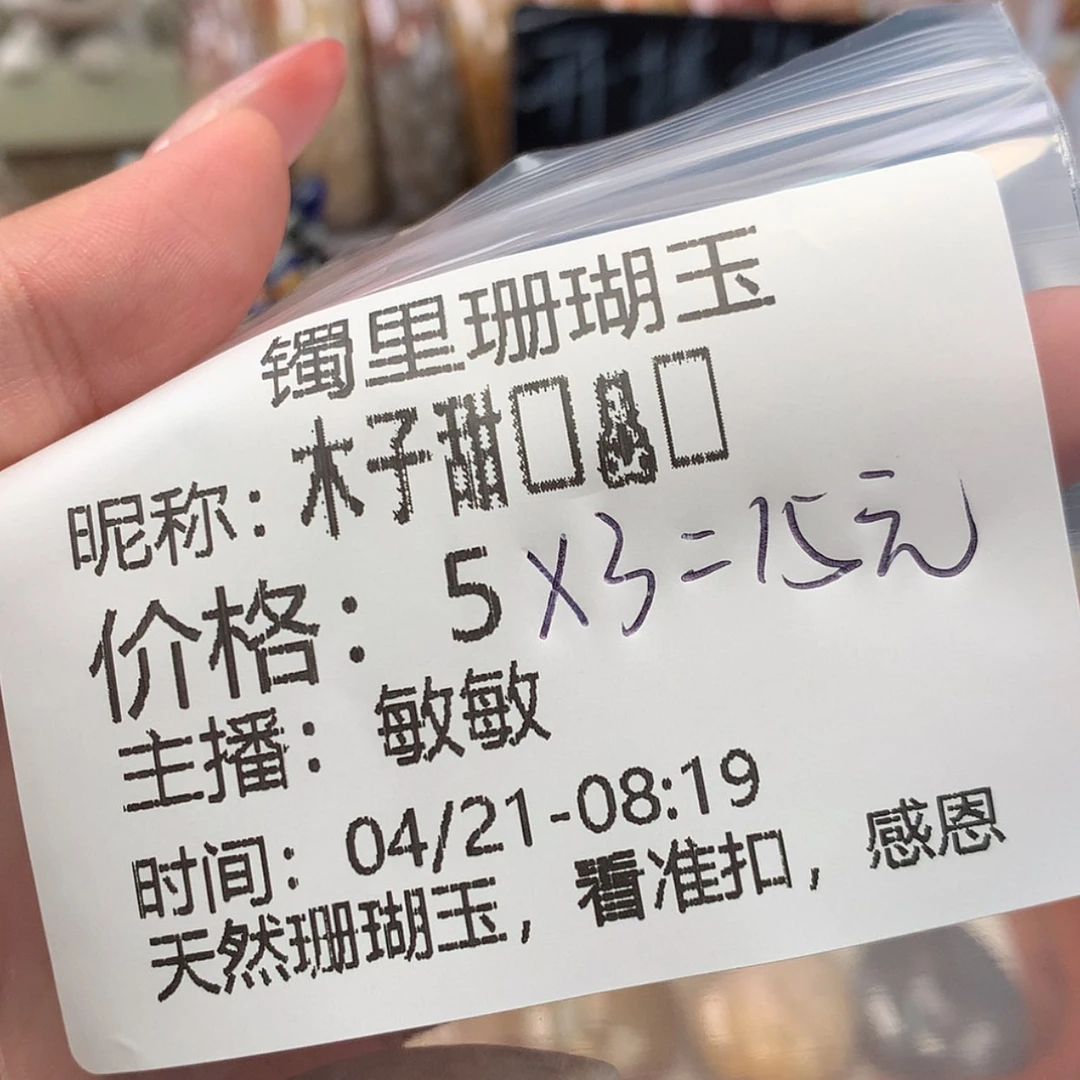 镯里珊瑚玉
昵称：木子甜
价格：5×3=15元
主播：敏敏
时间：04/21-08:19
天然珊瑚玉，看准扣，感恩